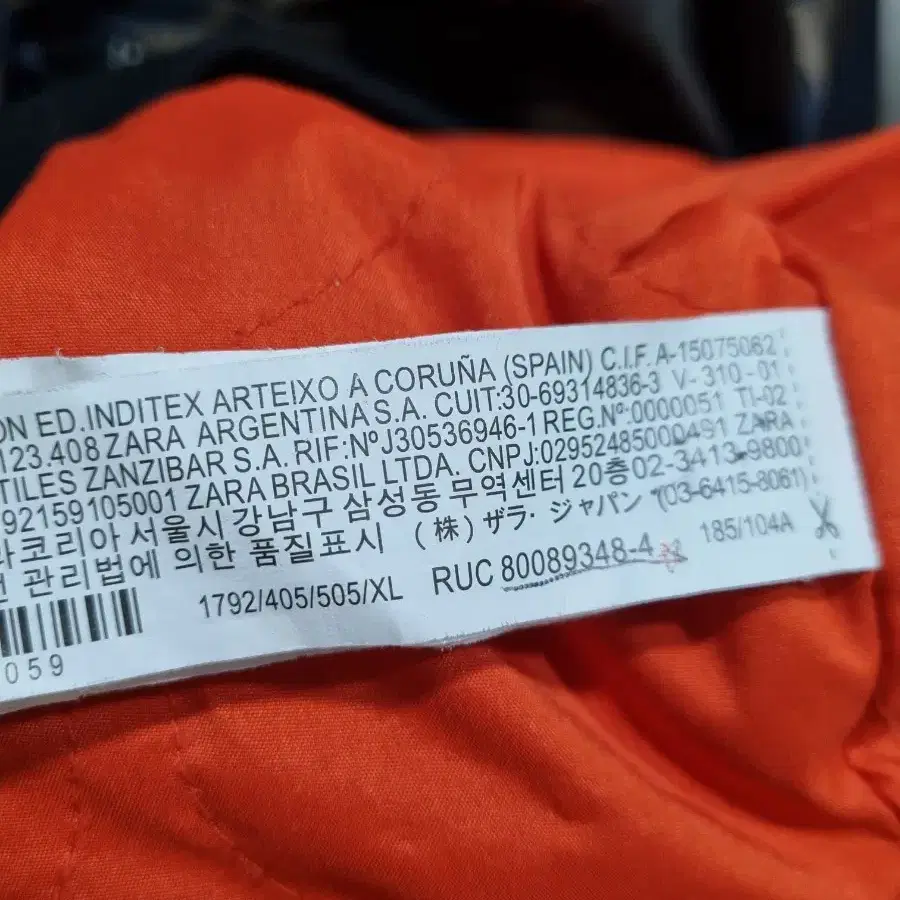 ON ED.INDITEX ARTEIXO A CORUÑA (SPAIN) C.I.F. A-15075062
123.408 ZARA ARGENTINA S.A. CUIT:30-69314836-3 V-310-01
TILES ZANZIBAR S.A. RIF:Nº J30536946-1 REG.Nº-0000051 TI-02
92159105001 ZARA BRASIL LTDA. CNPJ:02952485000491 ZARA
라코리아 서울시 강남구 삼성동 무역센터 20층 02-3413-9800
전 관리법에 의한 품질표시 (株) ザラ・ジャパン (03-6415-8061)
1792/405/505/XL RUC 80089348-4 185/104A
059